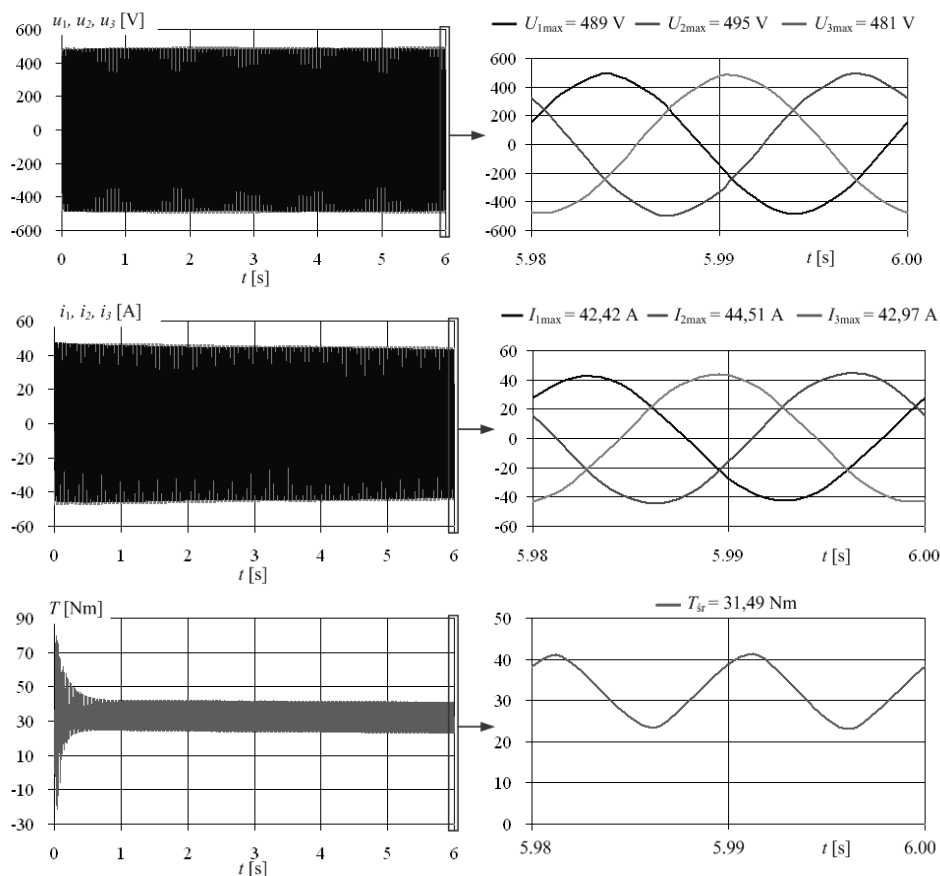 u₁, u₂, u₃ [V]
600
400
200
0
-200
-400
-600
0 1 2 3 4 5 6
t [s]
U₁max = 489 V U₂max = 495 V U₃max = 481 V
600
400
200
0
-200
-400
-600
5.98 5.99 t [s] 6.00
i₁, i₂, i₃ [A]
60
40
20
0
-20
-40
-60
0 1 2 3 4 5 6
t [s]
I₁max = 42,42 A I₂max = 44,51 A I₃max = 42,97 A
60
40
20
0
-20
-40
-60
5.98 5.99 t [s] 6.00
T [Nm]
90
70
50
30
10
-10
-30
0 1 2 3 4 5 6
t [s]
Tśr = 31,49 Nm
50
40
30
20
10
0
5.98 5.99 t [s] 6.00